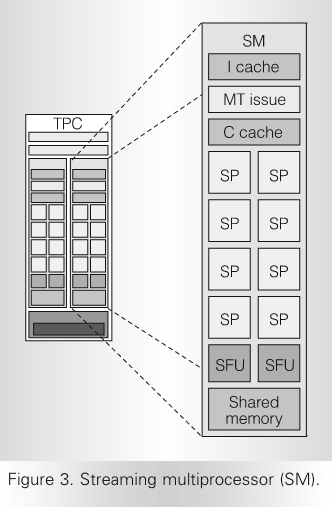 SM
I cache
TPC
MT issue
C cache
SP SP
SP SP
SP SP
SP SP
SFU SFU
Shared
memory
Figure 3. Streaming multiprocessor (SM).